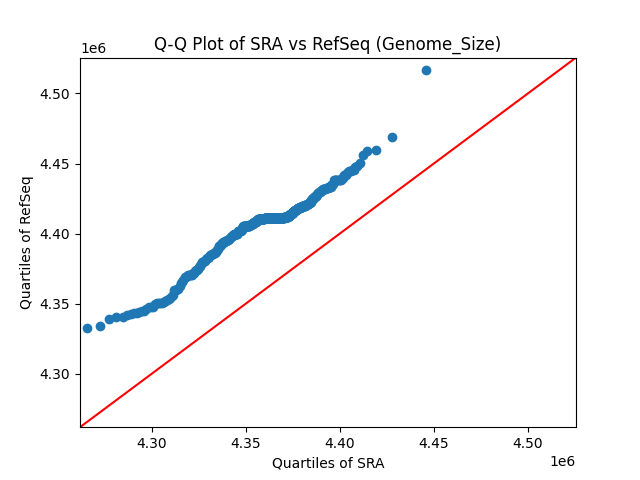 Q-Q Plot of SRA vs RefSeq (Genome_Size)
1e6
4.50
4.45
4.40
4.35
4.30
Quartiles of RefSeq
4.30 4.35 4.40 4.45 4.50
1e6
Quartiles of SRA